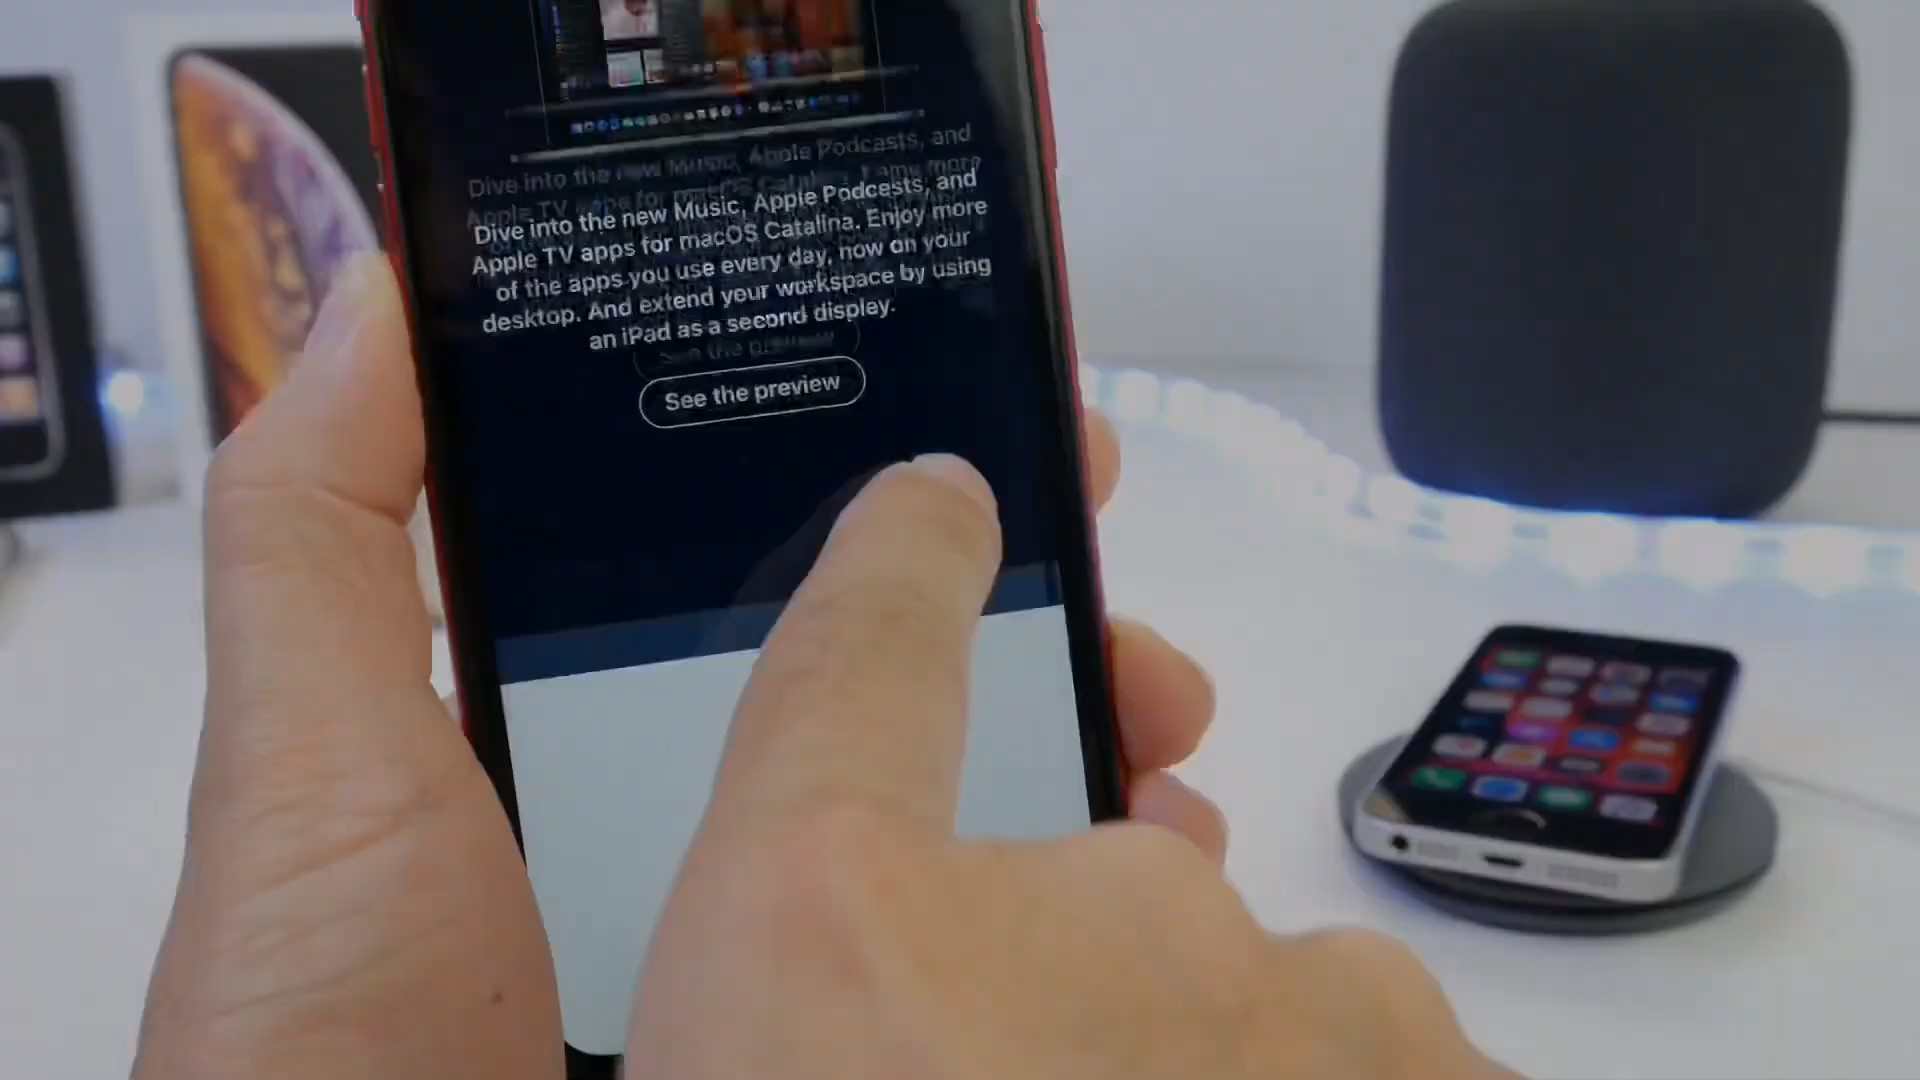 Dive into the new Music, Apple Podcasts, and
Apple TV apps for macOS Catalina. Enjoy more
of the apps you use every day, now on your
desktop. And extend your workspace by using
an iPad as a second display.
See the preview